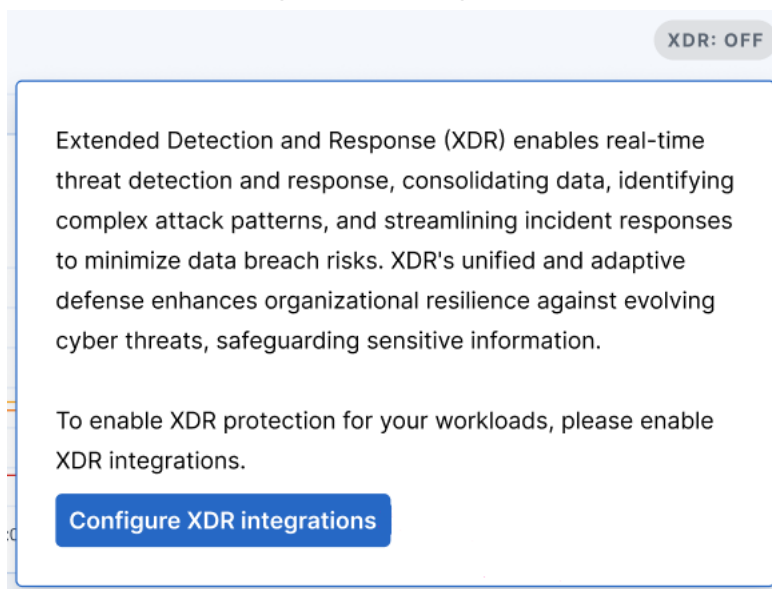 XDR: OFF
Extended Detection and Response (XDR) enables real-time
threat detection and response, consolidating data, identifying
complex attack patterns, and streamlining incident responses
to minimize data breach risks. XDR's unified and adaptive
defense enhances organizational resilience against evolving
cyber threats, safeguarding sensitive information.
To enable XDR protection for your workloads, please enable
XDR integrations.
Configure XDR integrations